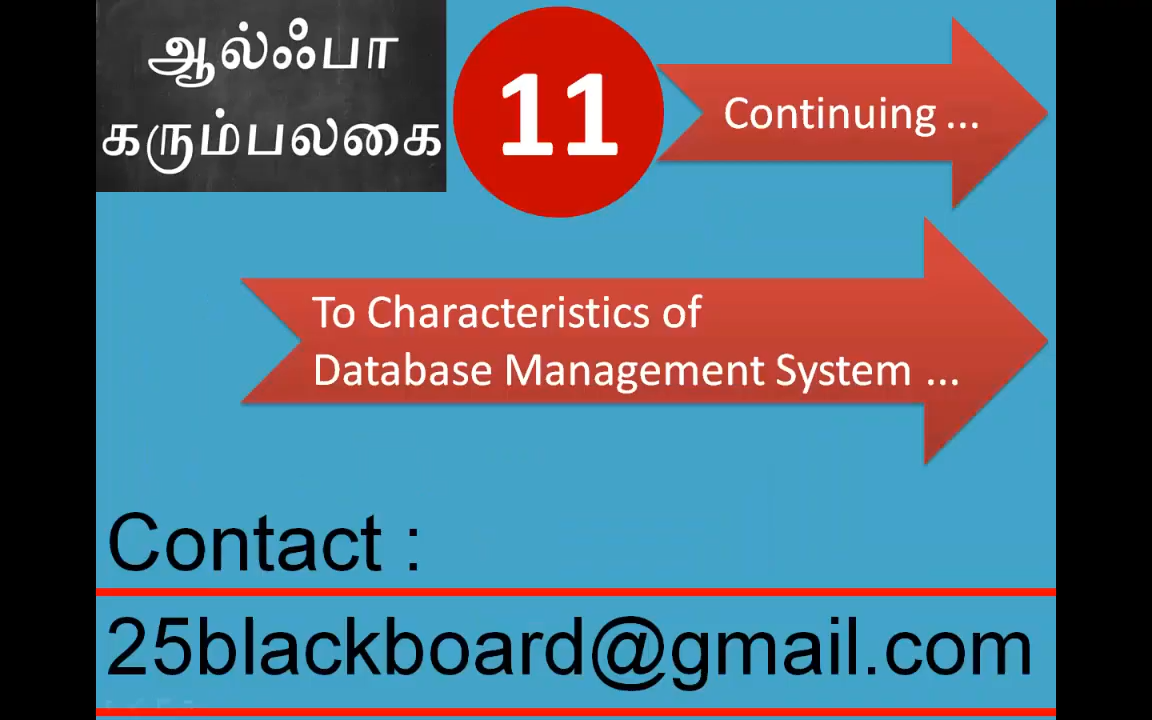 ஆல்ஃபா
கரும்பலகை
11
Continuing ...
To Characteristics of
Database Management System ...
Contact :
25blackboard@gmail.com